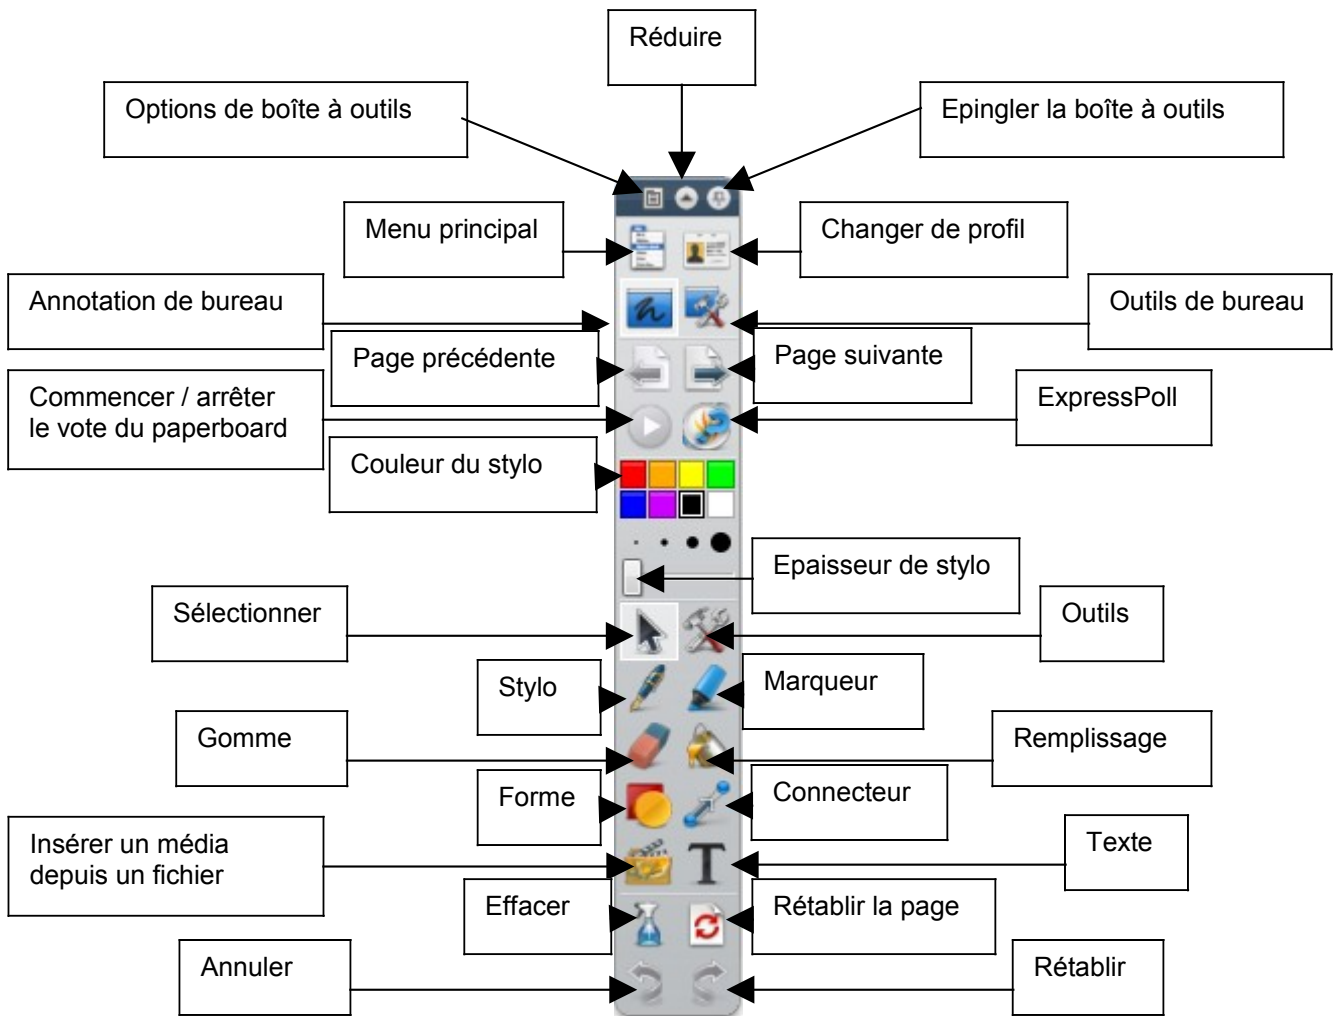 Réduire
Options de boîte à outils
Epingler la boîte à outils
Menu principal
Changer de profil
Annotation de bureau
Outils de bureau
Page précédente
Page suivante
Commencer / arrêter
le vote du paperboard
ExpressPoll
Couleur du stylo
Epaisseur de stylo
Sélectionner
Outils
Stylo
Marqueur
Gomme
Remplissage
Forme
Connecteur
Insérer un média
depuis un fichier
Texte
Effacer
Rétablir la page
Annuler
Rétablir